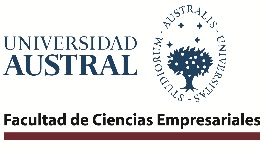 UNIVERSIDAD
AUSTRAL
STUDIORUM · UNIVERSITAS · AUSTRALIS
Facultad de Ciencias Empresariales